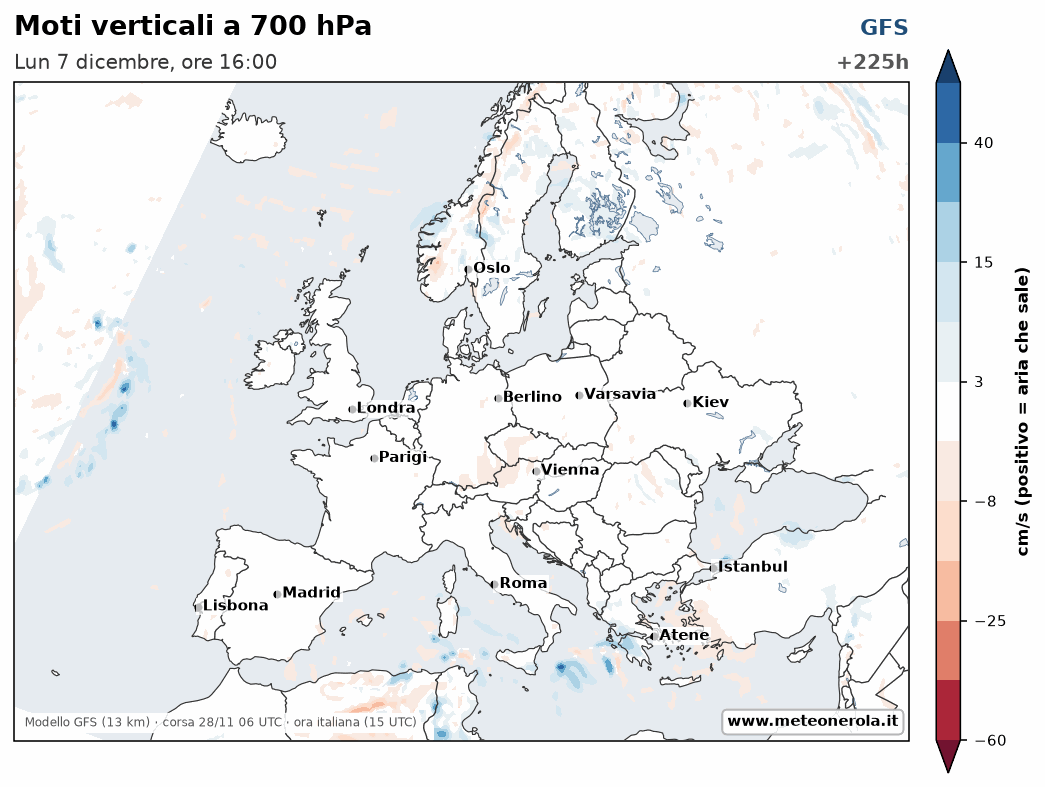 Moti verticali a 700 hPa
GFS
Lun 7 dicembre, ore 16:00
+225h
40
15
3
−8
−25
−60
cm/s (positivo = aria che sale)
Oslo
Berlino
Varsavia
Kiev
Londra
Parigi
Vienna
Istanbul
Roma
Madrid
Lisbona
Atene
Modello GFS (13 km) · corsa 28/11 06 UTC · ora italiana (15 UTC)
www.meteonerola.it